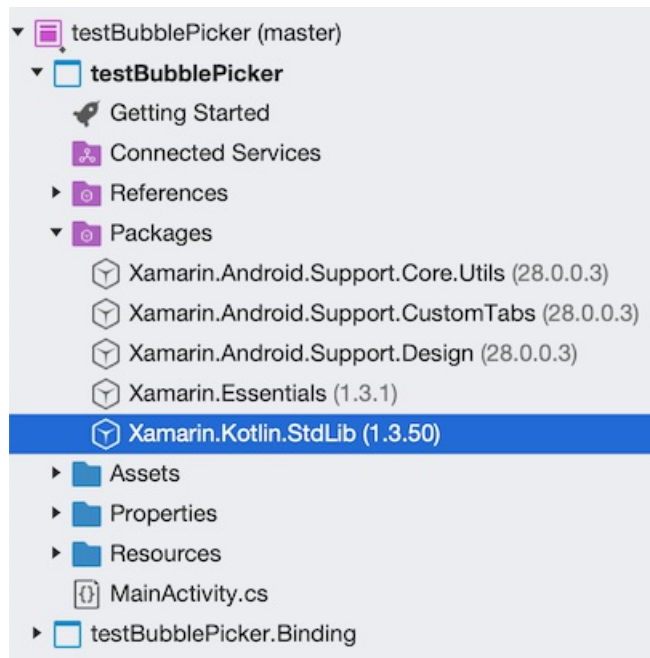 testBubblePicker (master)
testBubblePicker
Getting Started
Connected Services
References
Packages
Xamarin.Android.Support.Core.Utils (28.0.0.3)
Xamarin.Android.Support.CustomTabs (28.0.0.3)
Xamarin.Android.Support.Design (28.0.0.3)
Xamarin.Essentials (1.3.1)
Xamarin.Kotlin.StdLib (1.3.50)
Assets
Properties
Resources
{} MainActivity.cs
testBubblePicker.Binding